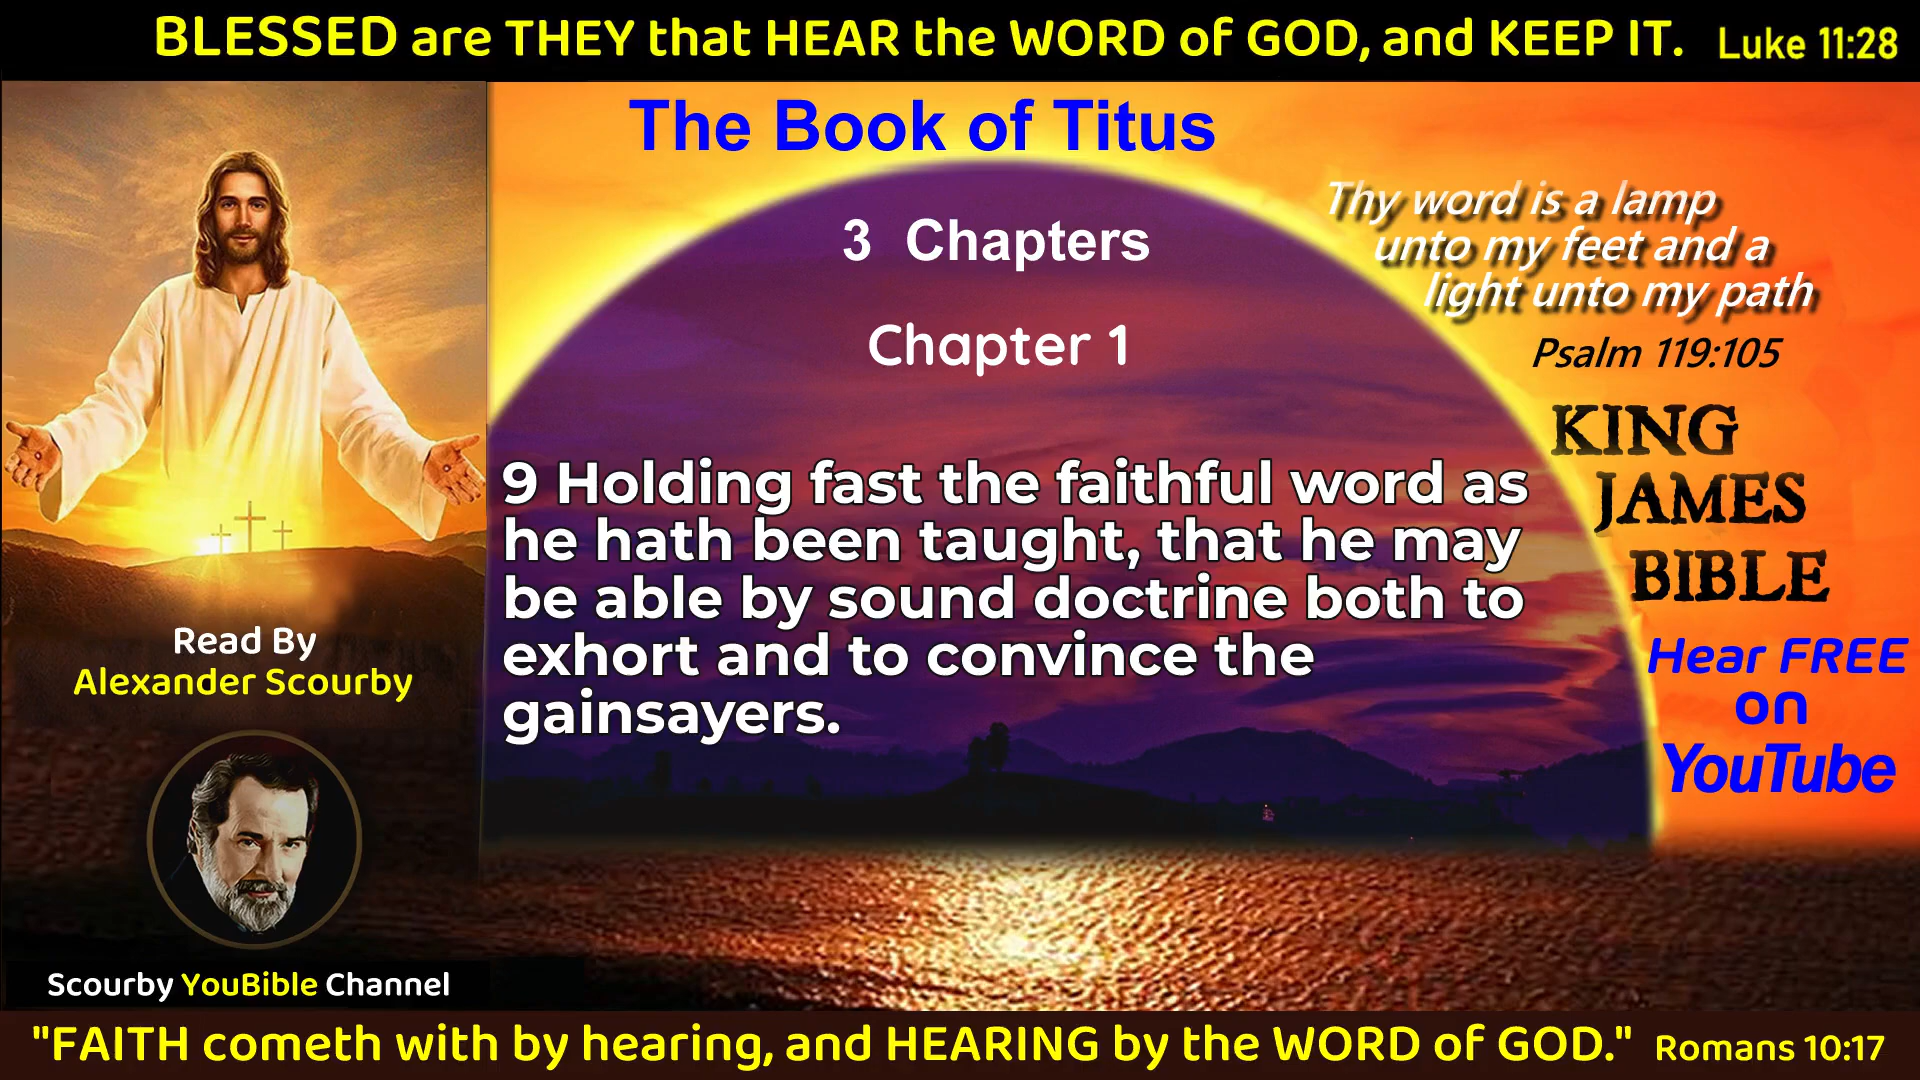 BLESSED are THEY that HEAR the WORD of GOD, and KEEP IT. Luke 11:28
The Book of Titus
3 Chapters
Chapter 1
9 Holding fast the faithful word as
he hath been taught, that he may
be able by sound doctrine both to
exhort and to convince the
gainsayers.
Thy word is a lamp
unto my feet and a
light unto my path
Psalm 119:105
KING
JAMES
BIBLE
Hear FREE
on
YouTube
Read By
Alexander Scourby
Scourby YouBible Channel
"FAITH cometh with by hearing, and HEARING by the WORD of GOD." Romans 10:17